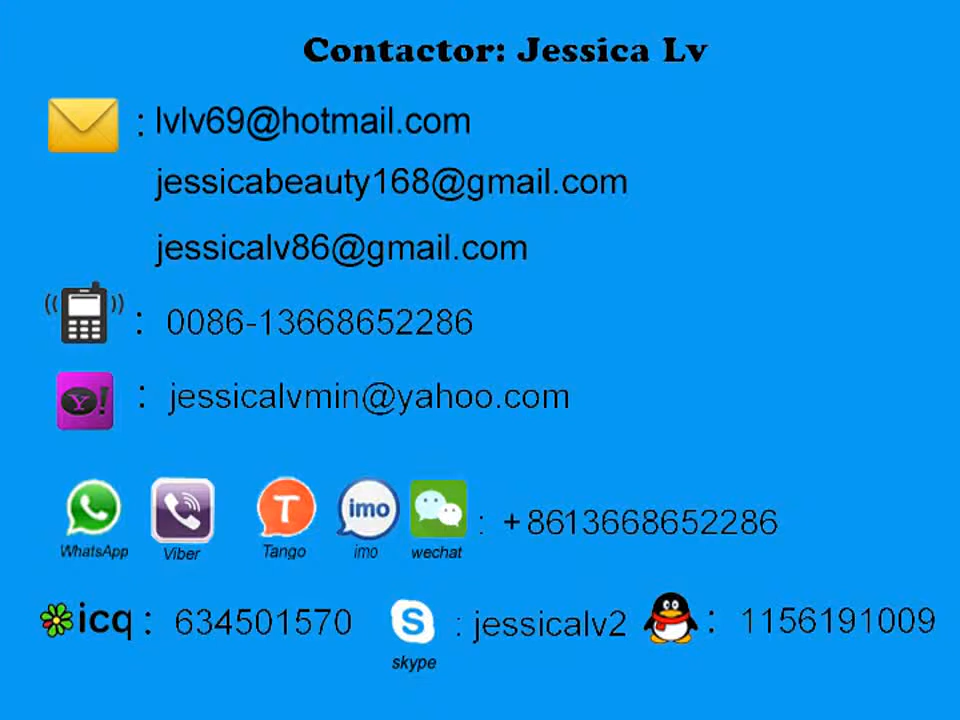 Contactor: Jessica Lv
: lvlv69@hotmail.com
jessicabeauty168@gmail.com
jessicalv86@gmail.com
: 0086-13668652286
Y! : jessicalvmin@yahoo.com
T imo : +8613668652286
WhatsApp Viber Tango imo wechat
icq : 634501570 S : jessicalv2 : 1156191009
skype